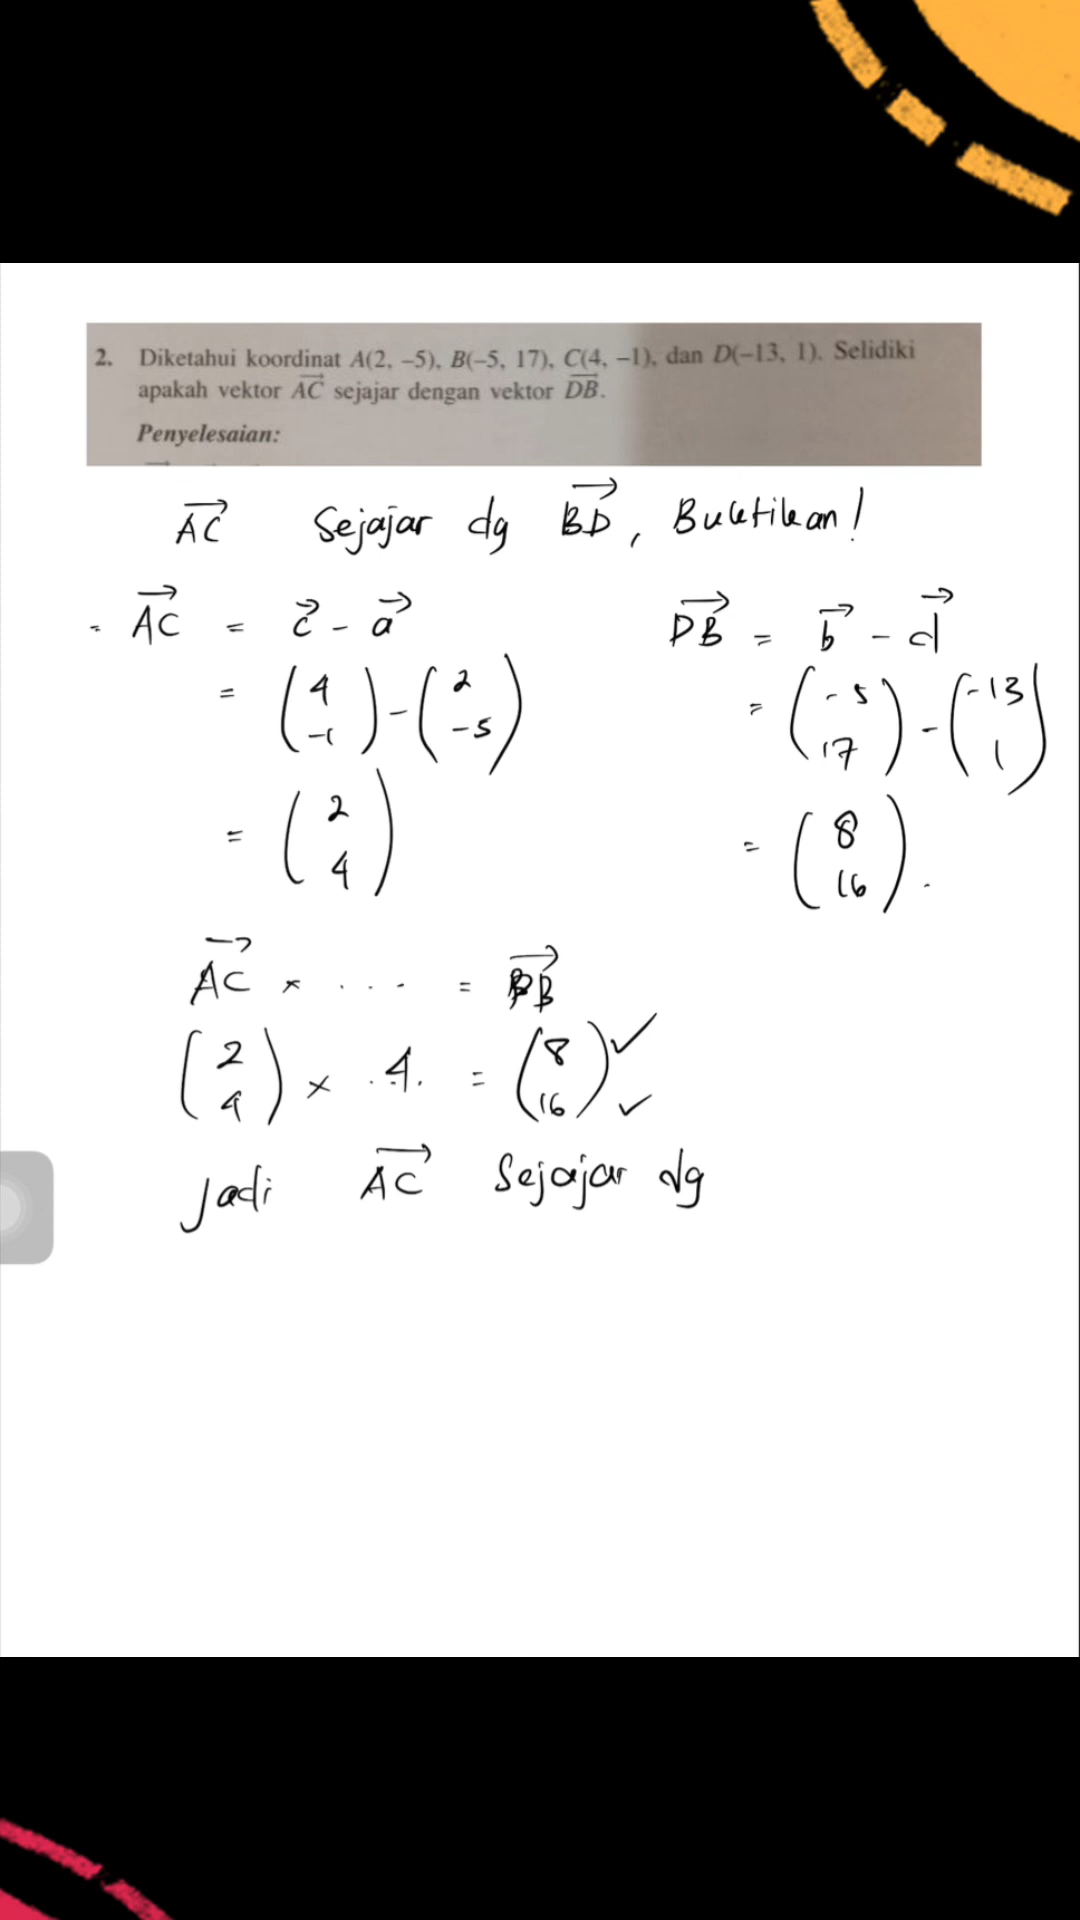 2. Diketahui koordinat A(2, –5), B(–5, 17), C(4, –1), dan D(–13, 1). Selidiki
apakah vektor AC sejajar dengan vektor DB.
Penyelesaian:
AC sejajar dg BD, Buktikan!
= AC = c - a
= (4 -1) - (2 -5)
= (2 4)
DB = b - d
= (-5 17) - (-13 1)
= (8 16).
AC × .... = DB
(2 4) × .4. = (8 16) ✓ ✓
Jadi AC sejajar dg